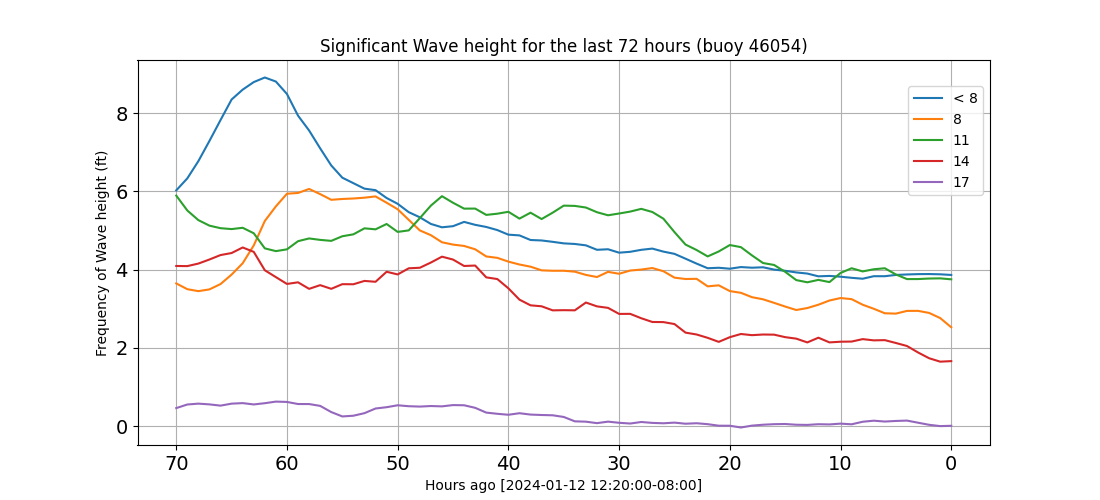 Significant Wave height for the last 72 hours (buoy 46054)
Frequency of Wave height (ft)
8
6
4
2
0
< 8
8
11
14
17
70 60 50 40 30 20 10 0
Hours ago [2024-01-12 12:20:00-08:00]